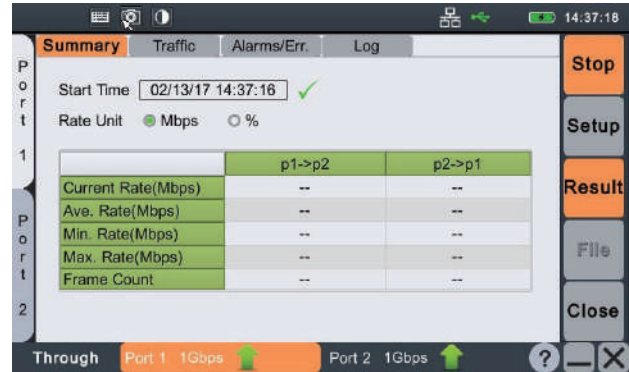 14:37:18
Summary Traffic Alarms/Err. Log
Port 1
Port 2
Start Time 02/13/17 14:37:16
Rate Unit Mbps %
p1->p2 p2->p1
Current Rate(Mbps) -- --
Ave. Rate(Mbps) -- --
Min. Rate(Mbps) -- --
Max. Rate(Mbps) -- --
Frame Count -- --
Stop
Setup
Result
File
Close
Through Port 1 1Gbps Port 2 1Gbps ?